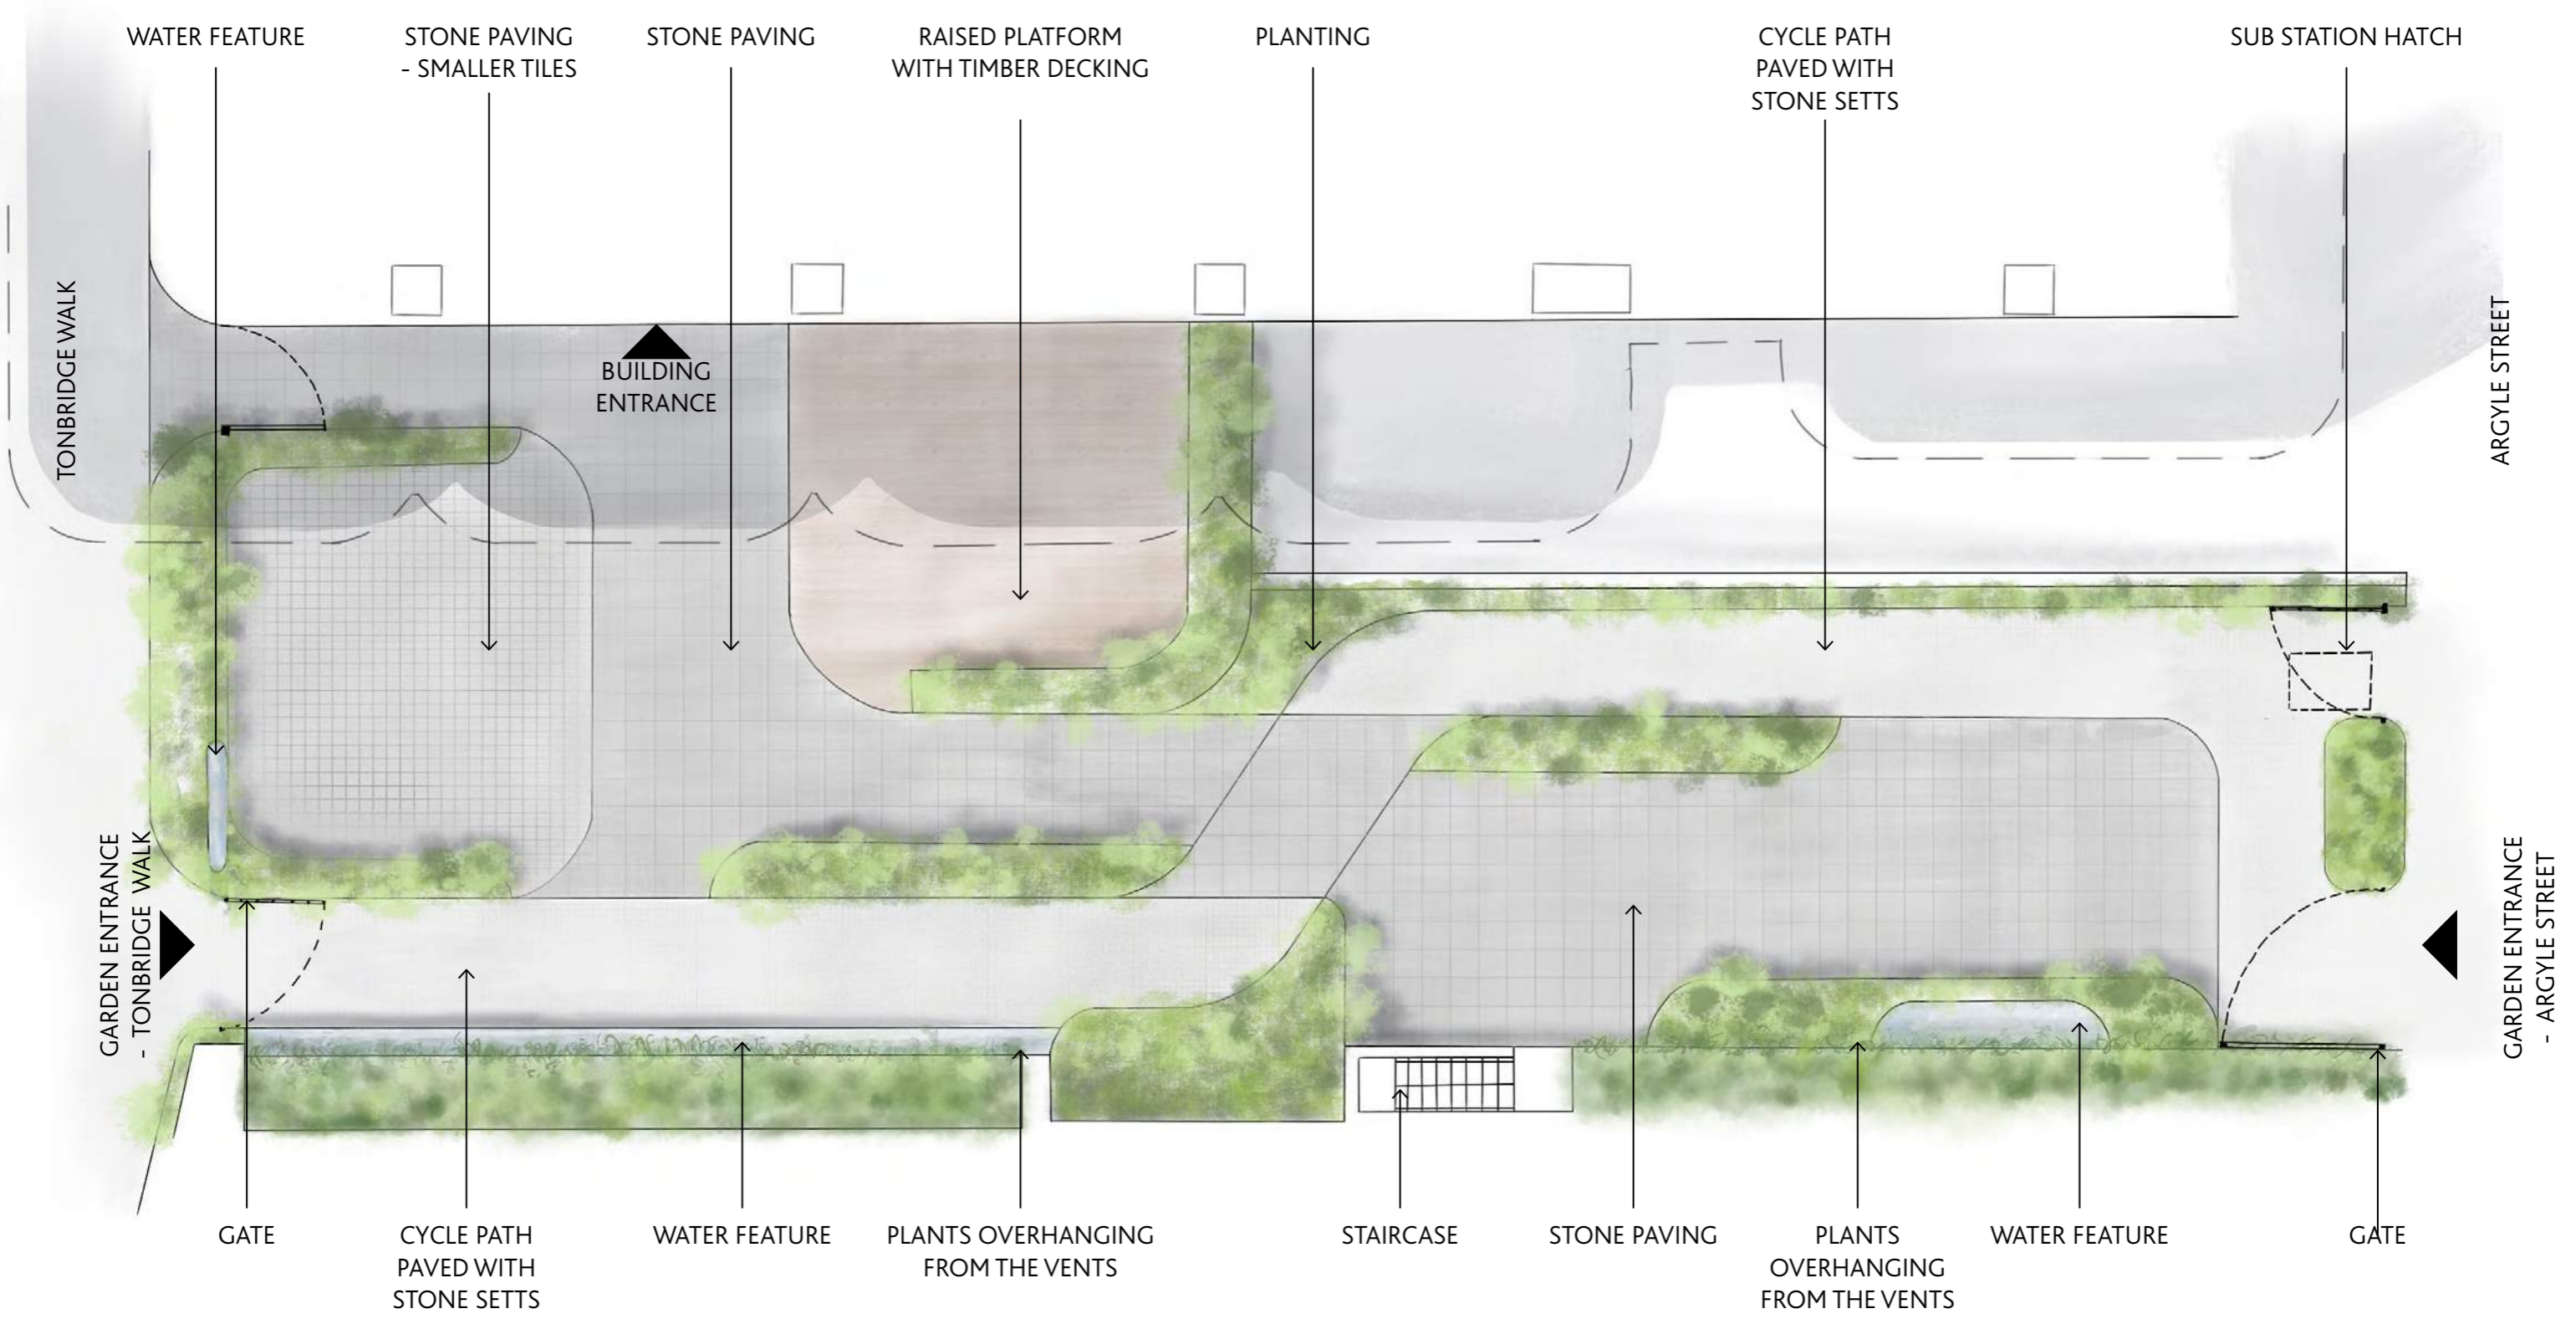 WATER FEATURE
STONE PAVING
- SMALLER TILES
STONE PAVING
RAISED PLATFORM
WITH TIMBER DECKING
PLANTING
CYCLE PATH
PAVED WITH
STONE SETTS
SUB STATION HATCH
TONBRIDGE WALK
BUILDING
ENTRANCE
ARGYLE STREET
GARDEN ENTRANCE
- TONBRIDGE WALK
GARDEN ENTRANCE
- ARGYLE STREET
GATE
CYCLE PATH
PAVED WITH
STONE SETTS
WATER FEATURE
PLANTS OVERHANGING
FROM THE VENTS
STAIRCASE
STONE PAVING
PLANTS
OVERHANGING
FROM THE VENTS
WATER FEATURE
GATE